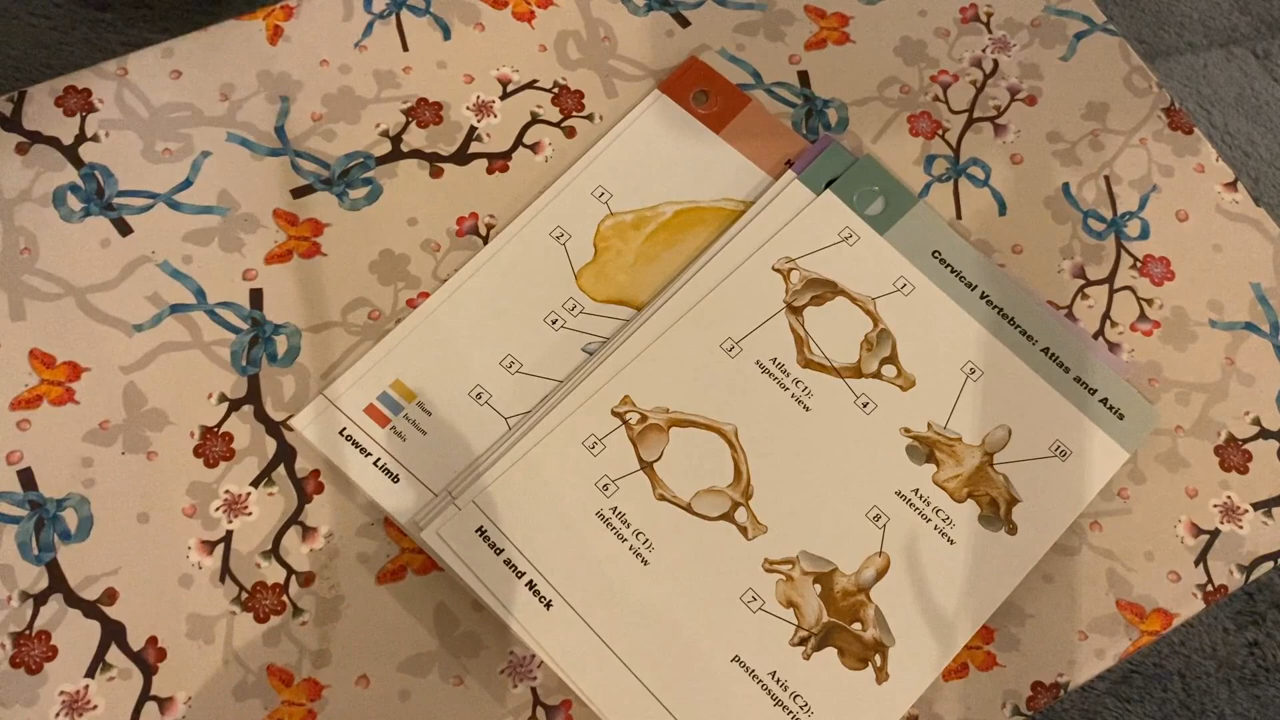 H
1
2
3
4
5
6
Ilium
Ischium
Pubis
Lower Limb
Cervical Vertebrae: Atlas and Axis
2
1
3
Atlas (C1):
superior view
4
9
10
5
6
Atlas (C1):
inferior view
Axis (C2):
anterior view
8
7
Axis (C2):
posterosuperio
Head and Neck